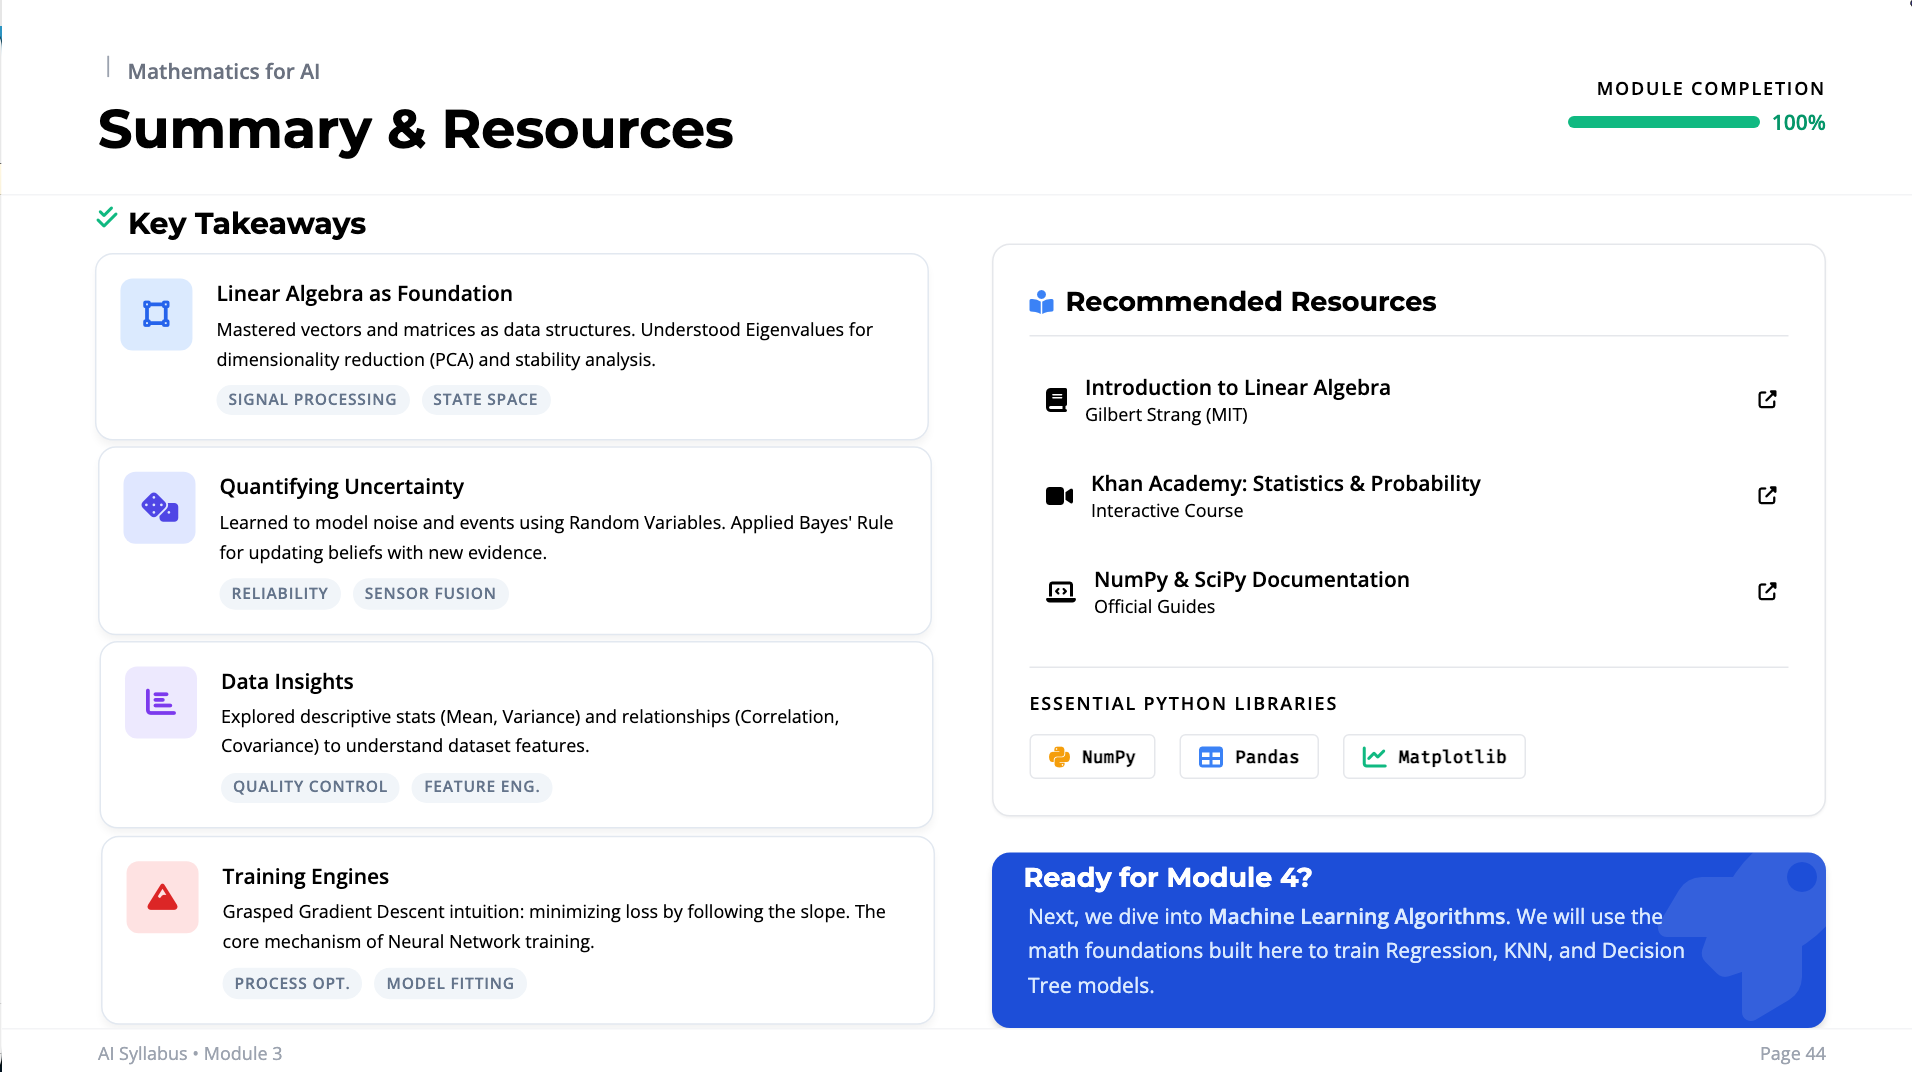 Mathematics for AI
Summary & Resources
MODULE COMPLETION
100%
Key Takeaways
Linear Algebra as Foundation
Mastered vectors and matrices as data structures. Understood Eigenvalues for
dimensionality reduction (PCA) and stability analysis.
SIGNAL PROCESSING
STATE SPACE
Quantifying Uncertainty
Learned to model noise and events using Random Variables. Applied Bayes' Rule
for updating beliefs with new evidence.
RELIABILITY
SENSOR FUSION
Data Insights
Explored descriptive stats (Mean, Variance) and relationships (Correlation,
Covariance) to understand dataset features.
QUALITY CONTROL
FEATURE ENG.
Training Engines
Grasped Gradient Descent intuition: minimizing loss by following the slope. The
core mechanism of Neural Network training.
PROCESS OPT.
MODEL FITTING
Recommended Resources
Introduction to Linear Algebra
Gilbert Strang (MIT)
Khan Academy: Statistics & Probability
Interactive Course
NumPy & SciPy Documentation
Official Guides
ESSENTIAL PYTHON LIBRARIES
NumPy
Pandas
Matplotlib
Ready for Module 4?
Next, we dive into Machine Learning Algorithms. We will use the
math foundations built here to train Regression, KNN, and Decision
Tree models.
AI Syllabus • Module 3
Page 44